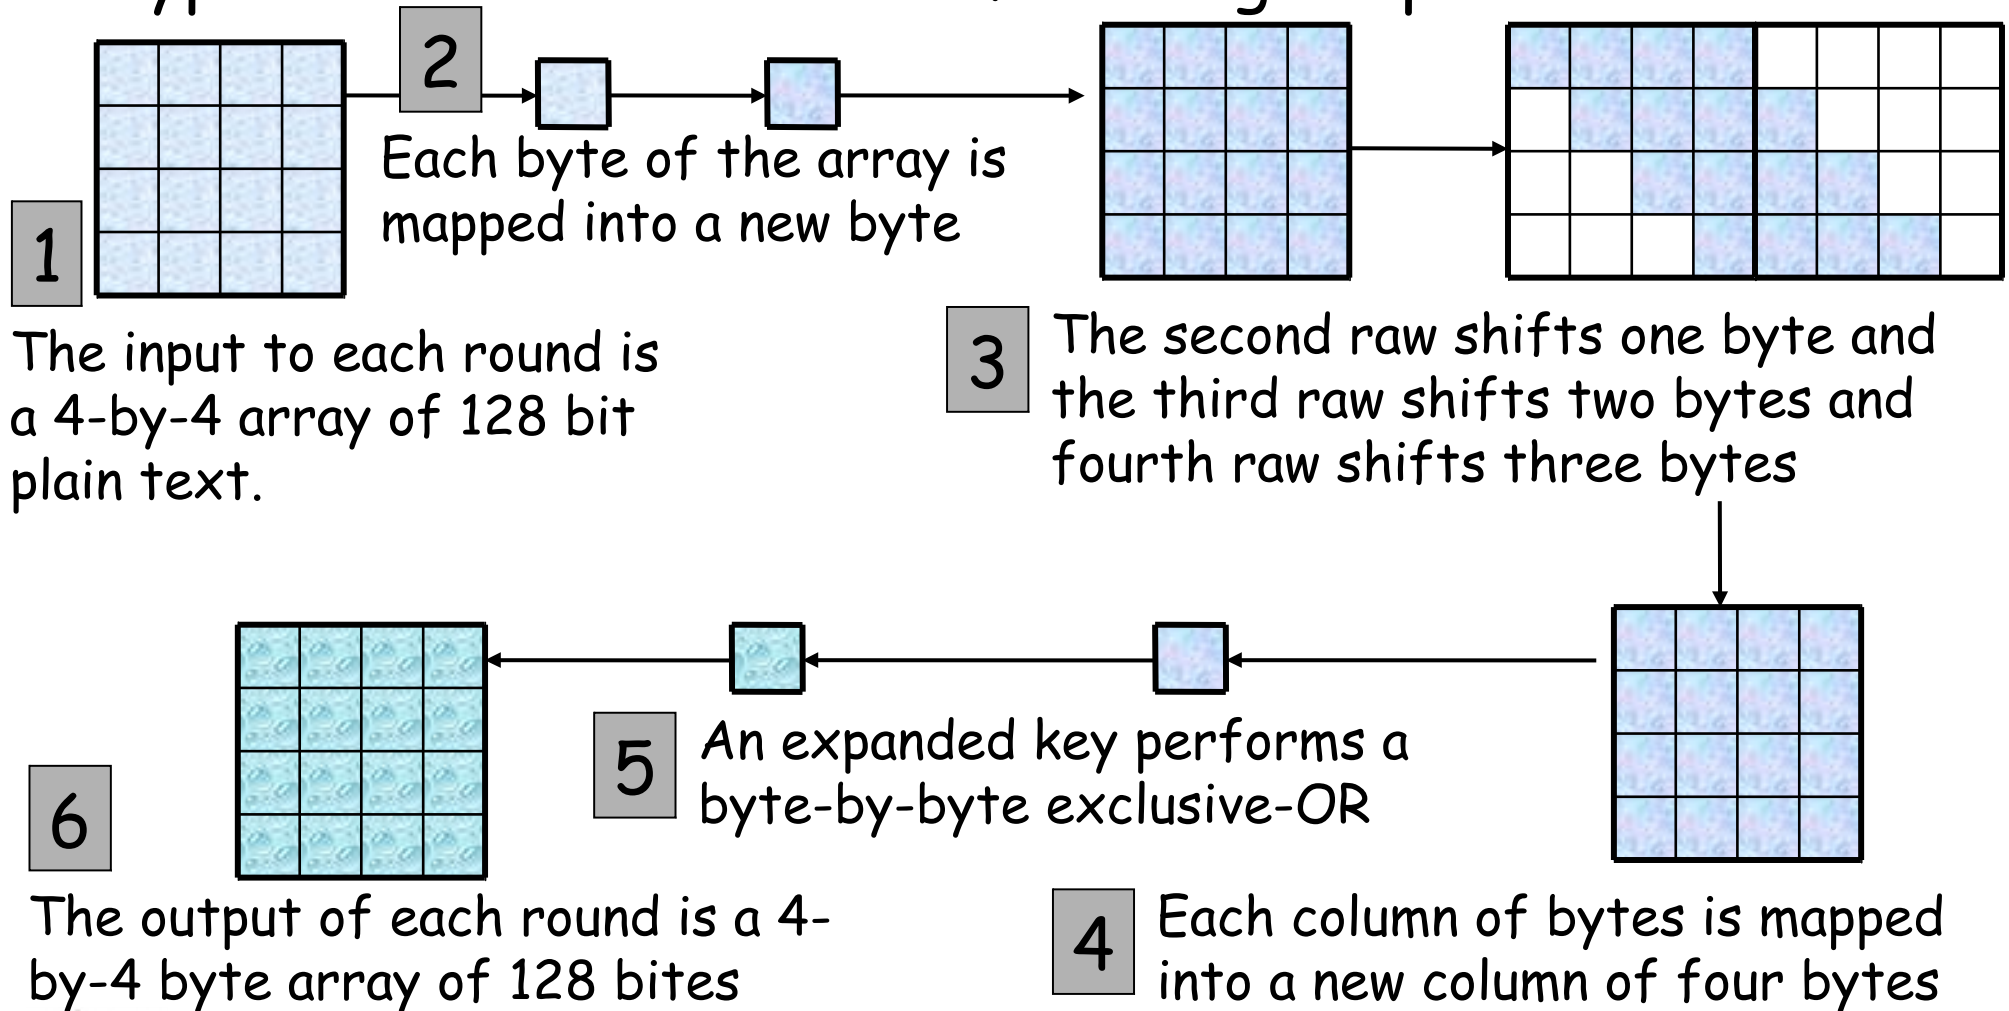 1
The input to each round is
a 4-by-4 array of 128 bit
plain text.
2
Each byte of the array is
mapped into a new byte
3
The second raw shifts one byte and
the third raw shifts two bytes and
fourth raw shifts three bytes
4
Each column of bytes is mapped
into a new column of four bytes
5
An expanded key performs a
byte-by-byte exclusive-OR
6
The output of each round is a 4-
by-4 byte array of 128 bites